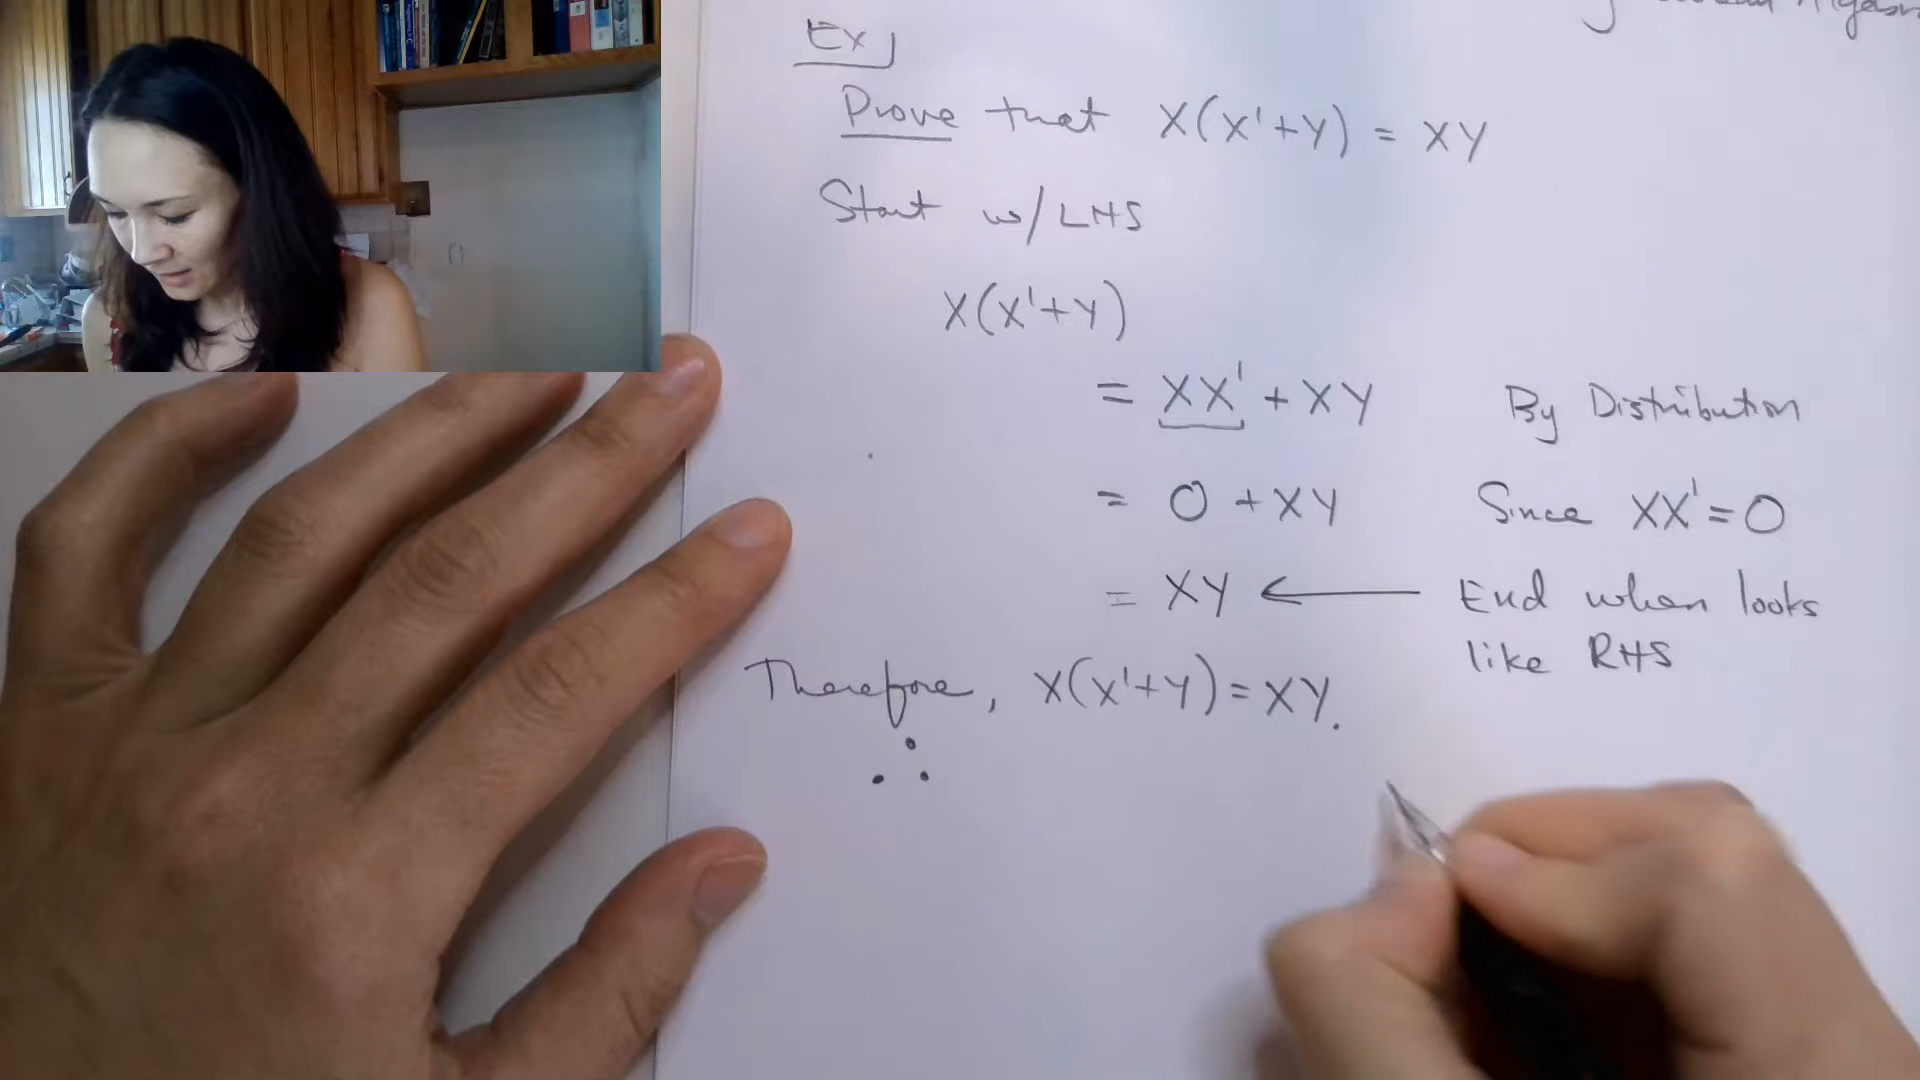 Ex
Prove that X(X'+Y) = XY
Start w/ LHS
X(X'+Y)
= XX' + XY By Distribution
= 0 + XY Since XX' = 0
= XY ← End when looks
like RHS
Therefore, X(X'+Y) = XY.
∴